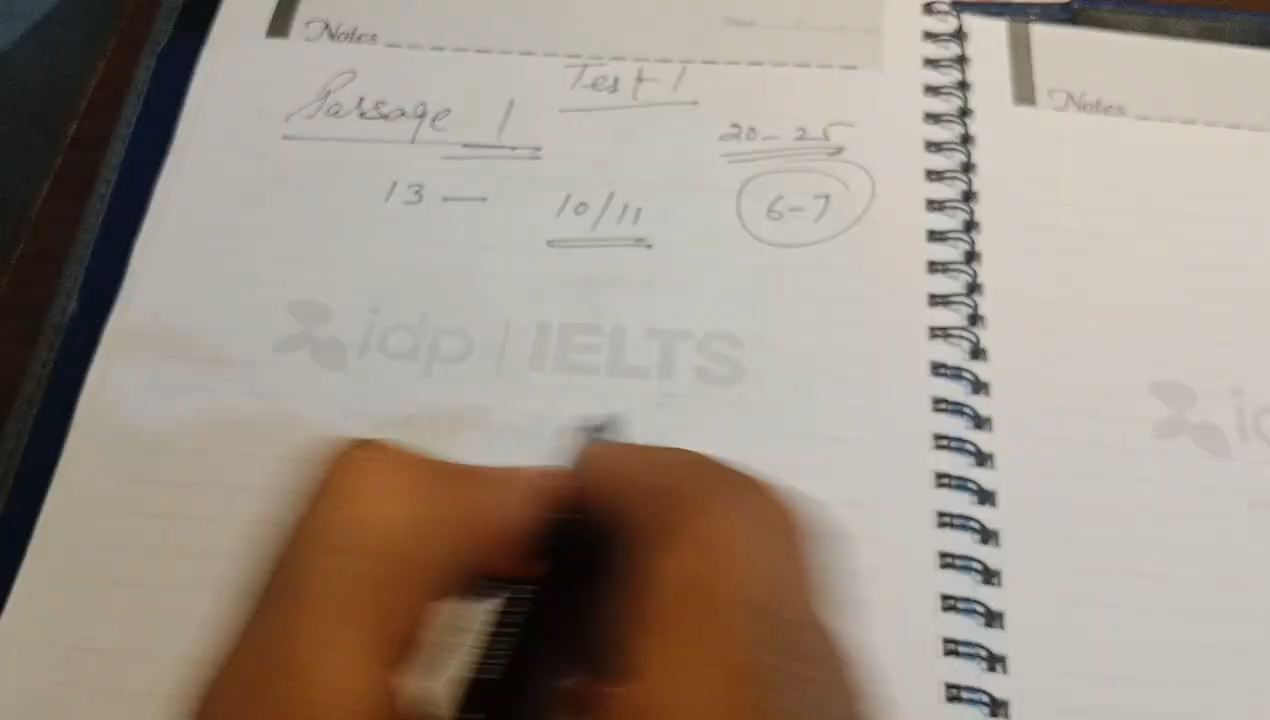 Notes
Test 1
Passage 1
20-25
13 — 10/11 6-7
idp | IELTS
Notes